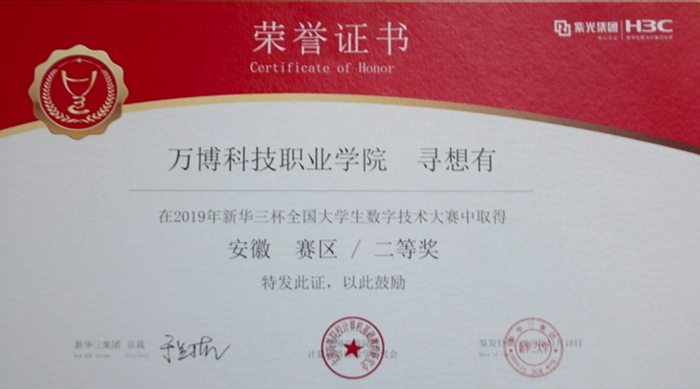 荣誉证书
Certificate of Honor
紫光集团 H3C
万博科技职业学院 寻想有
在2019年新华三杯全国大学生数字技术大赛中取得
安徽 赛区 / 二等奖
特发此证，以此鼓励
新华三集团 总裁